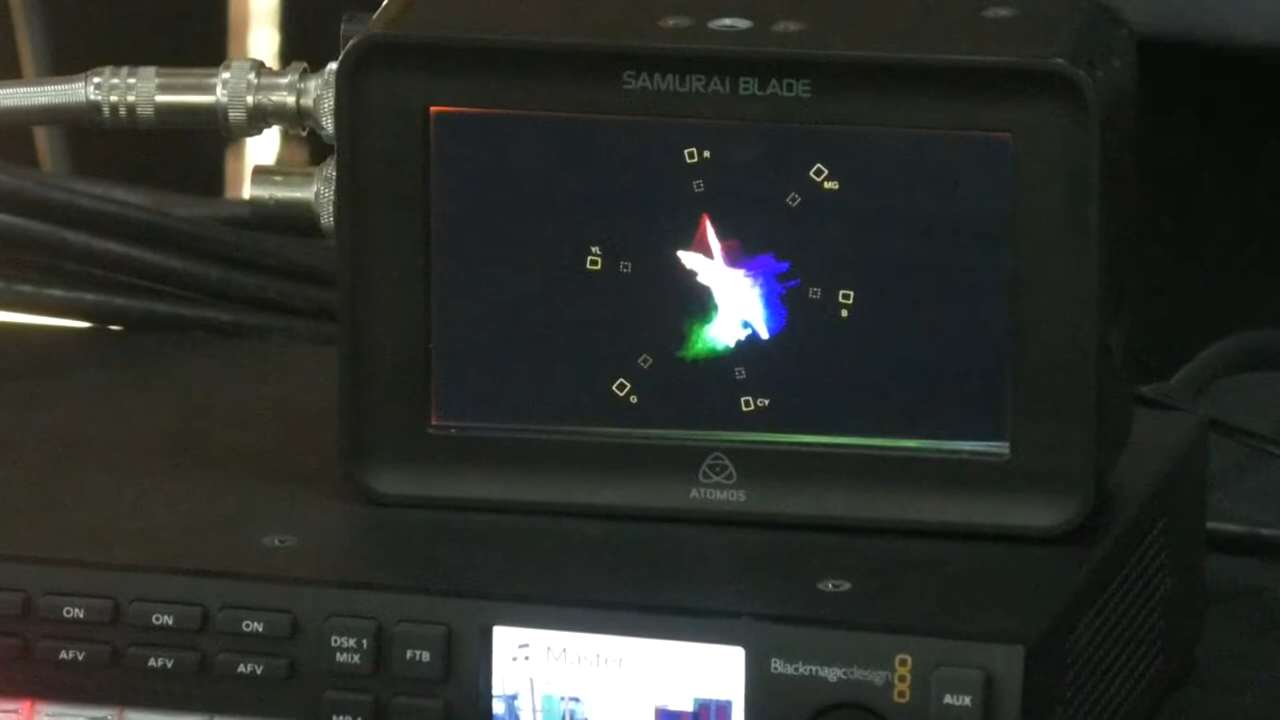 SAMURAI BLADE
R
MG
YL
B
G
CY
ATOMOS
ON
ON
ON
AFV
AFV
AFV
DSK 1
MIX
FTB
Master
Blackmagicdesign
AUX